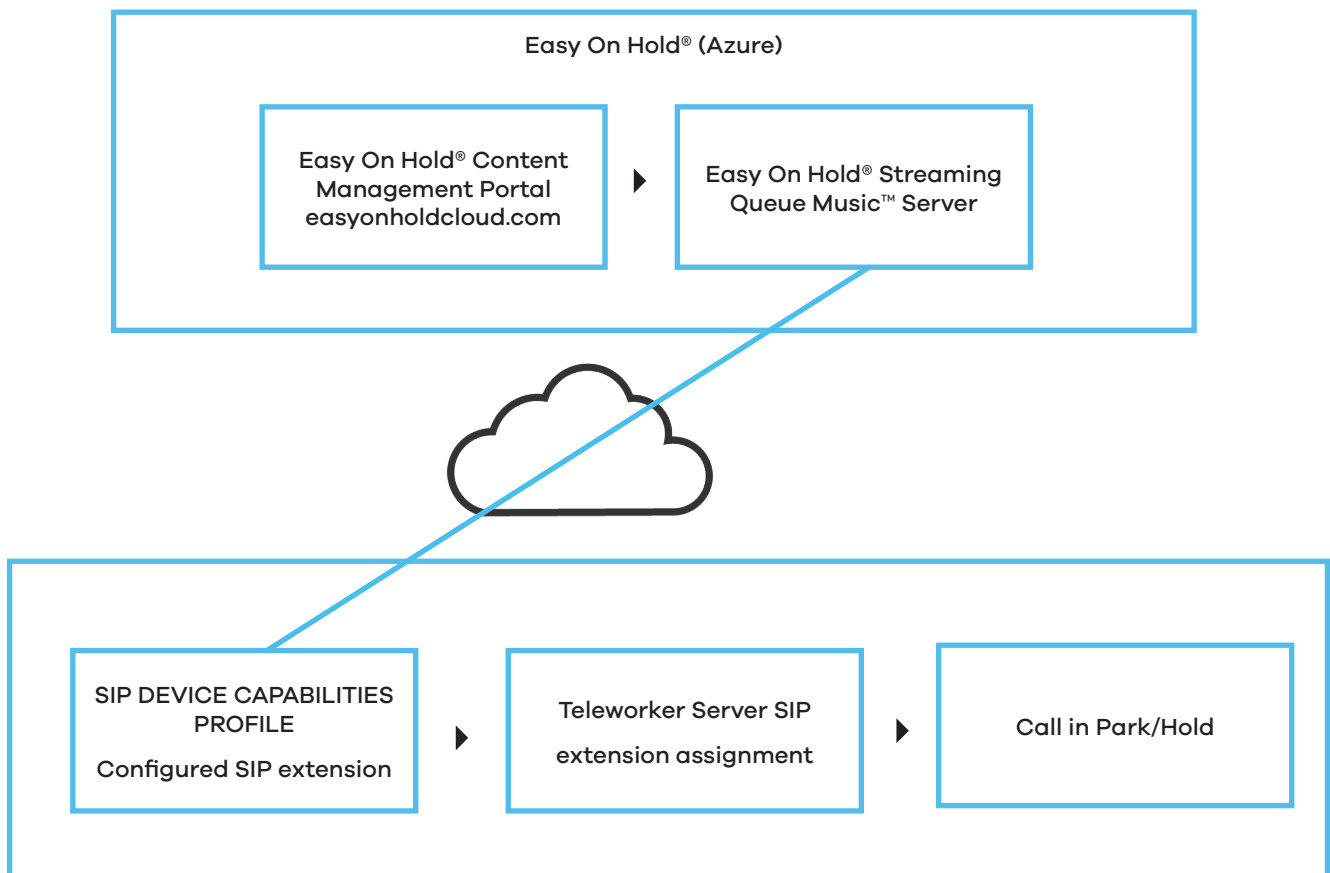 Easy On Hold® (Azure)
Easy On Hold® Content
Management Portal
easyonholdcloud.com
Easy On Hold® Streaming
Queue Music™ Server
SIP DEVICE CAPABILITIES
PROFILE
Configured SIP extension
Teleworker Server SIP
extension assignment
Call in Park/Hold